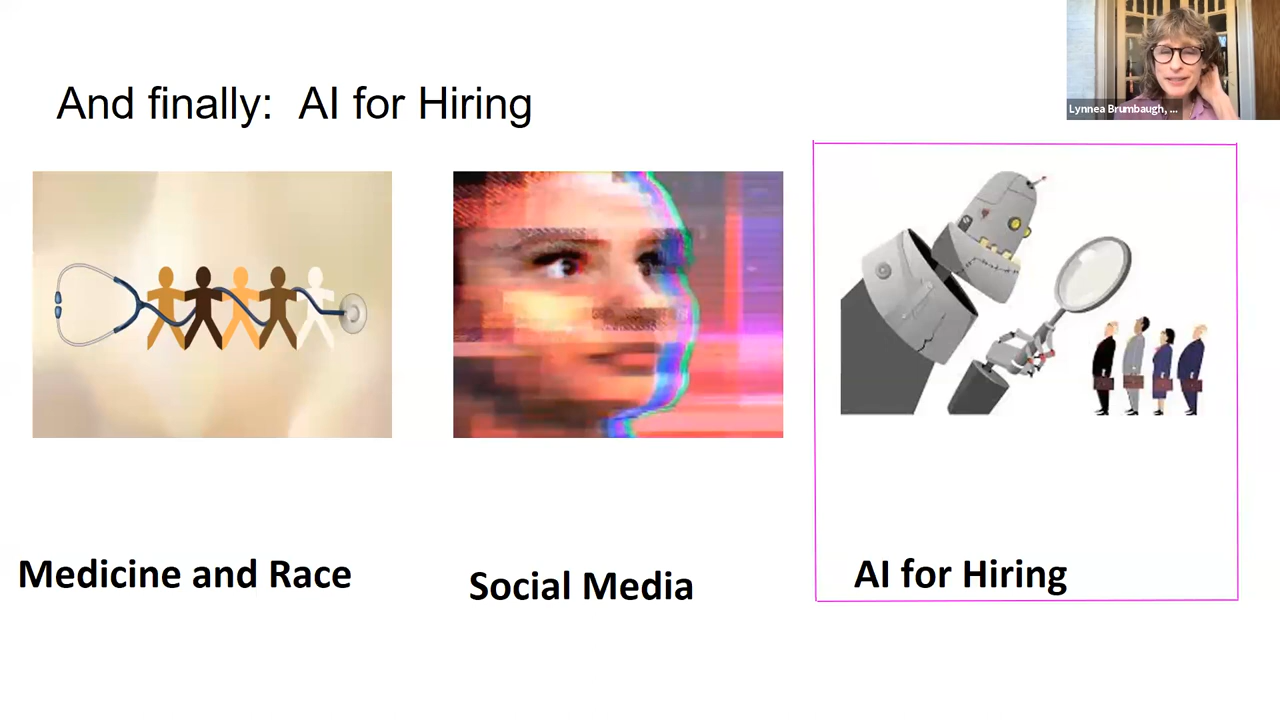 Lynnea Brumbaugh, ...
And finally: AI for Hiring
Medicine and Race
Social Media
AI for Hiring